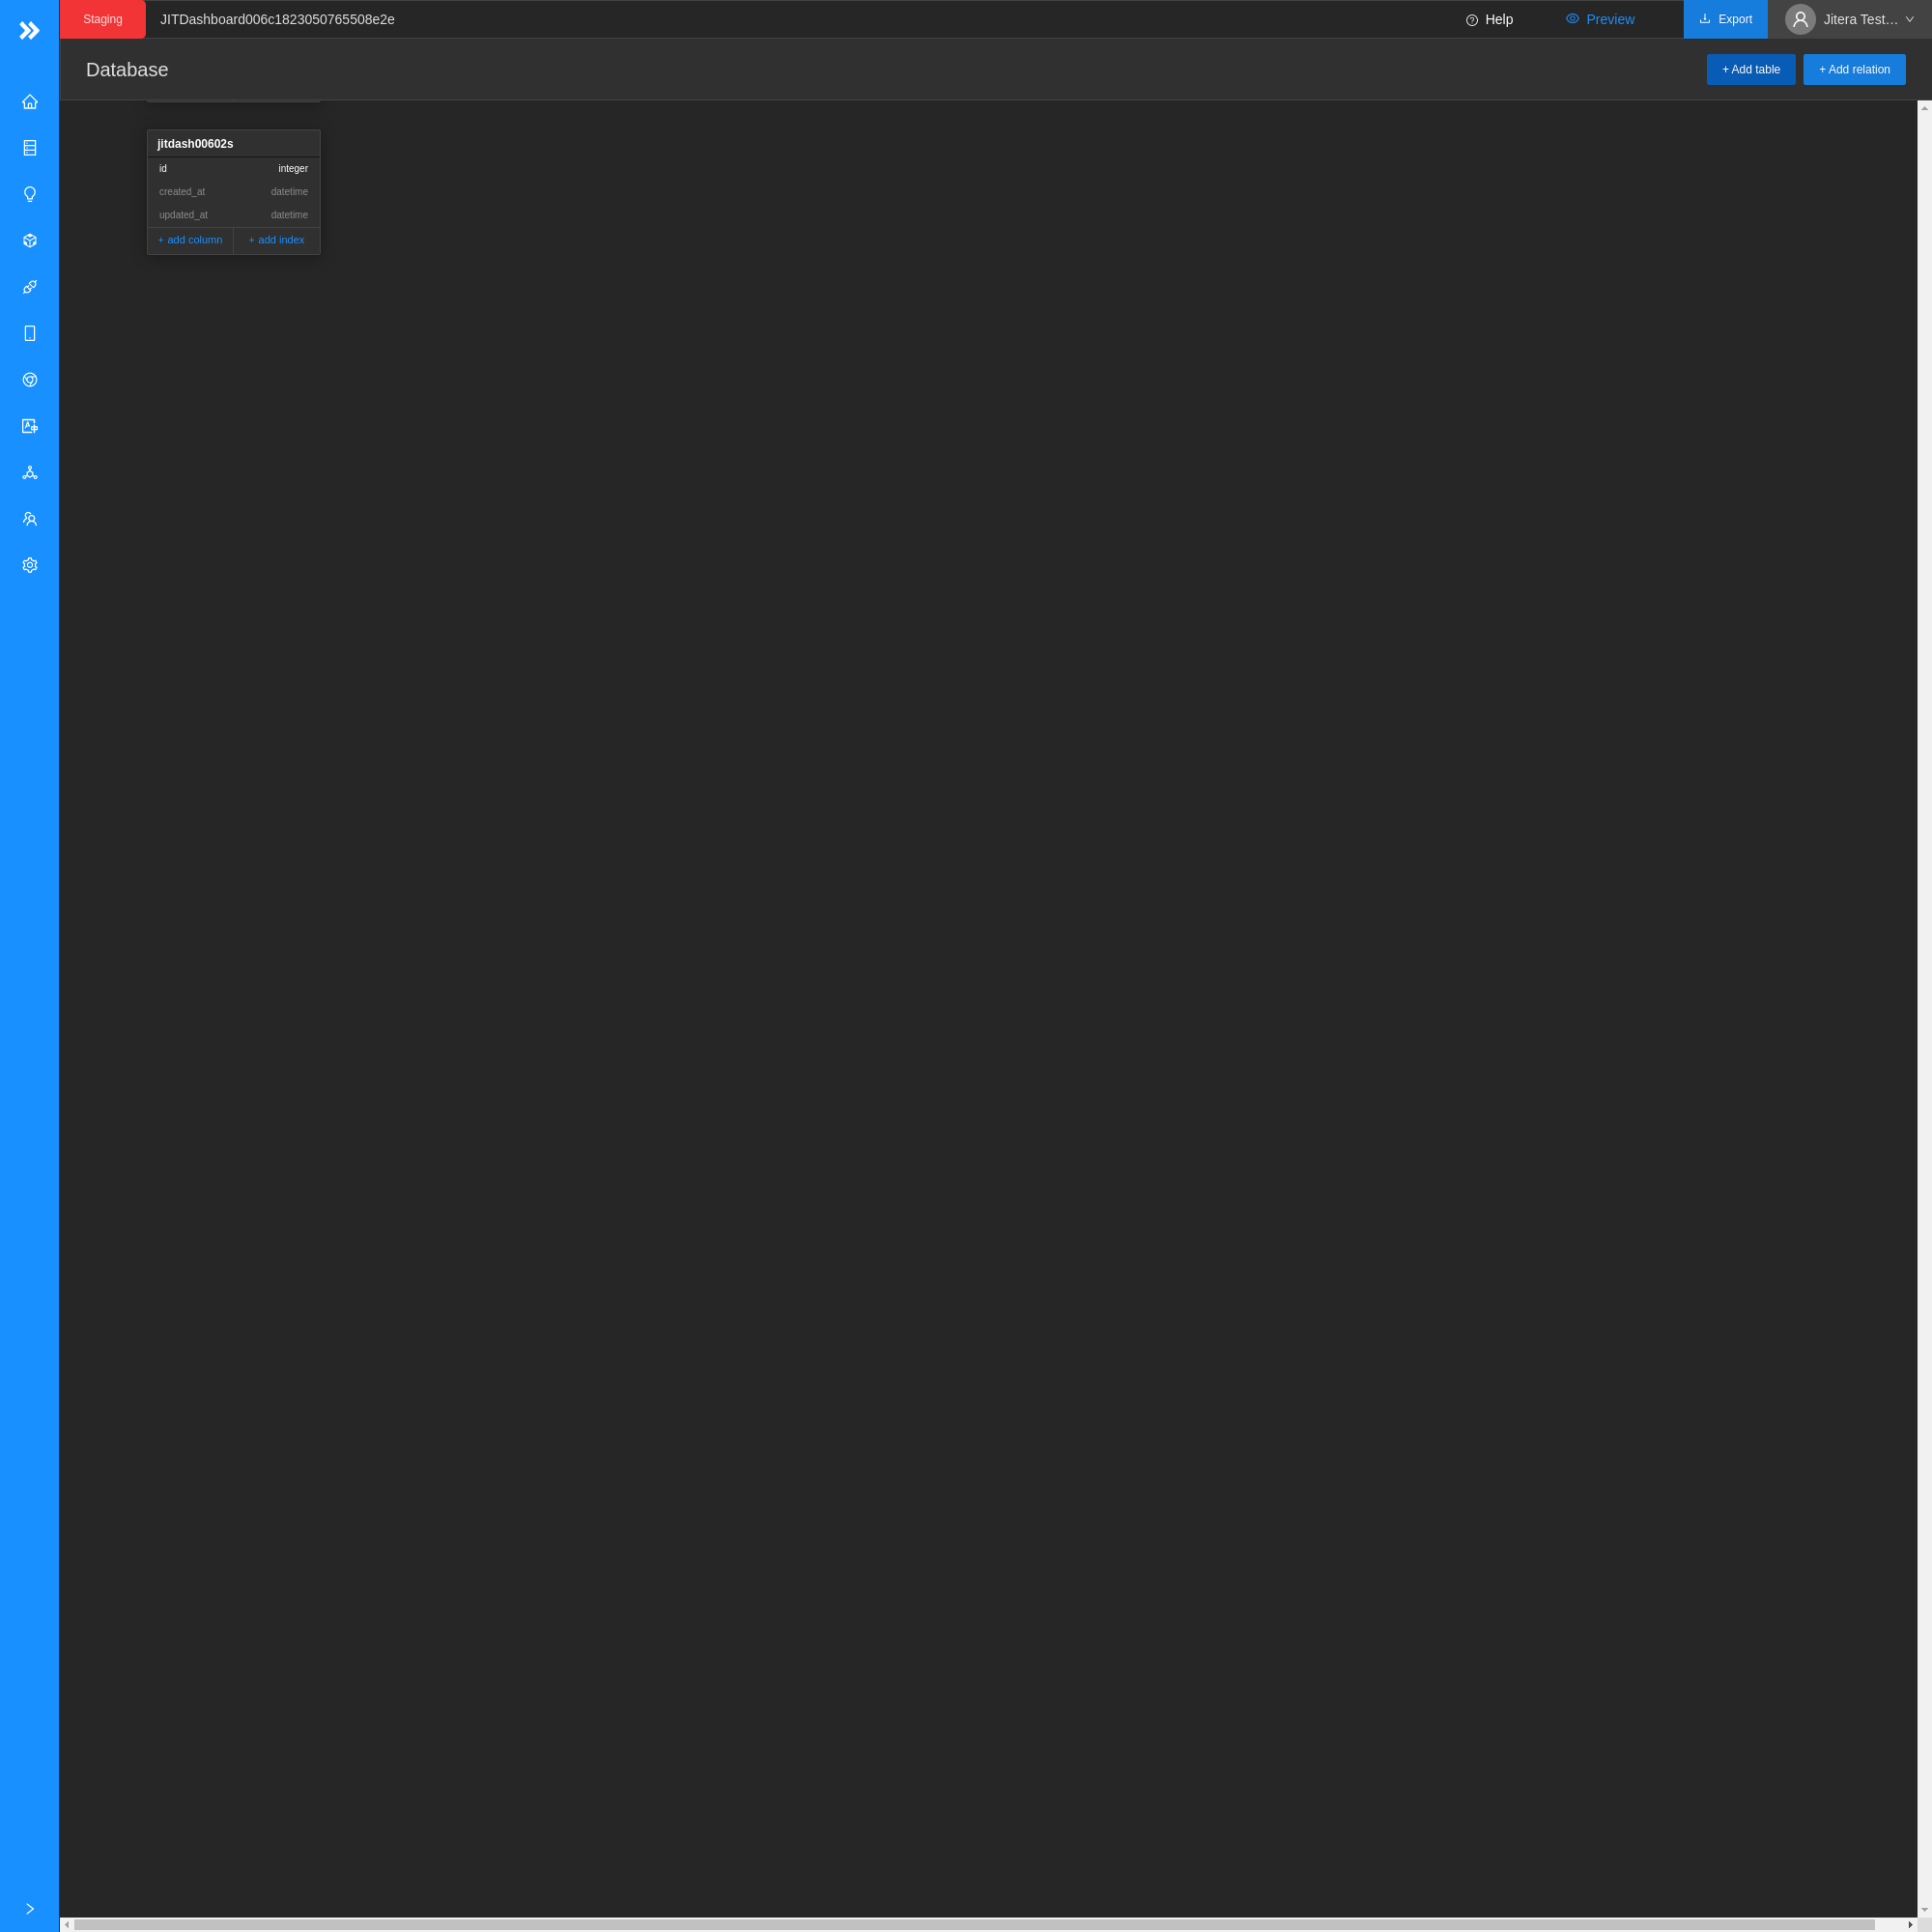 Staging JITDashboard006c1823050765508e2e Help Preview Export Jitera Test...
Database + Add table + Add relation
jitdash00602s
id integer
created_at datetime
updated_at datetime
+ add column + add index